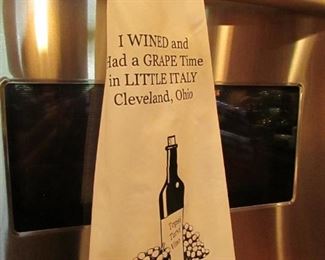 I WINED and
Had a GRAPE Time
in LITTLE ITALY
Cleveland, Ohio